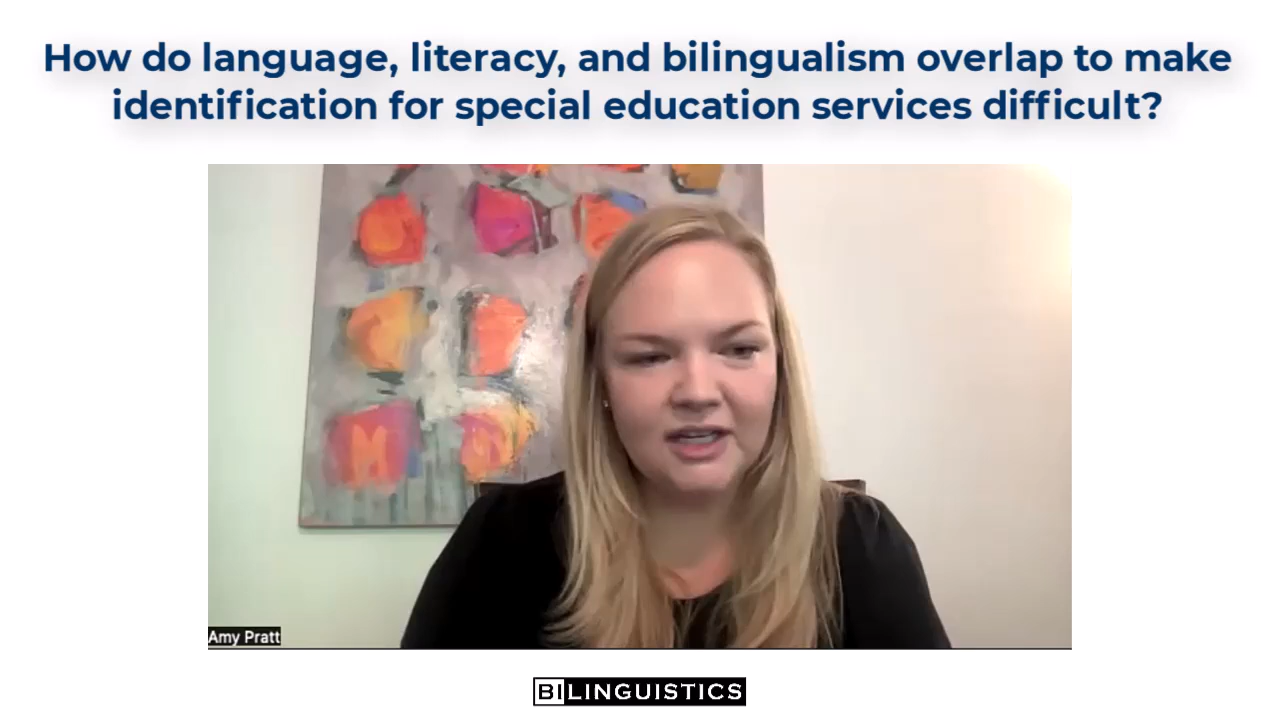 How do language, literacy, and bilingualism overlap to make
identification for special education services difficult?
Amy Pratt
BILINGUISTICS